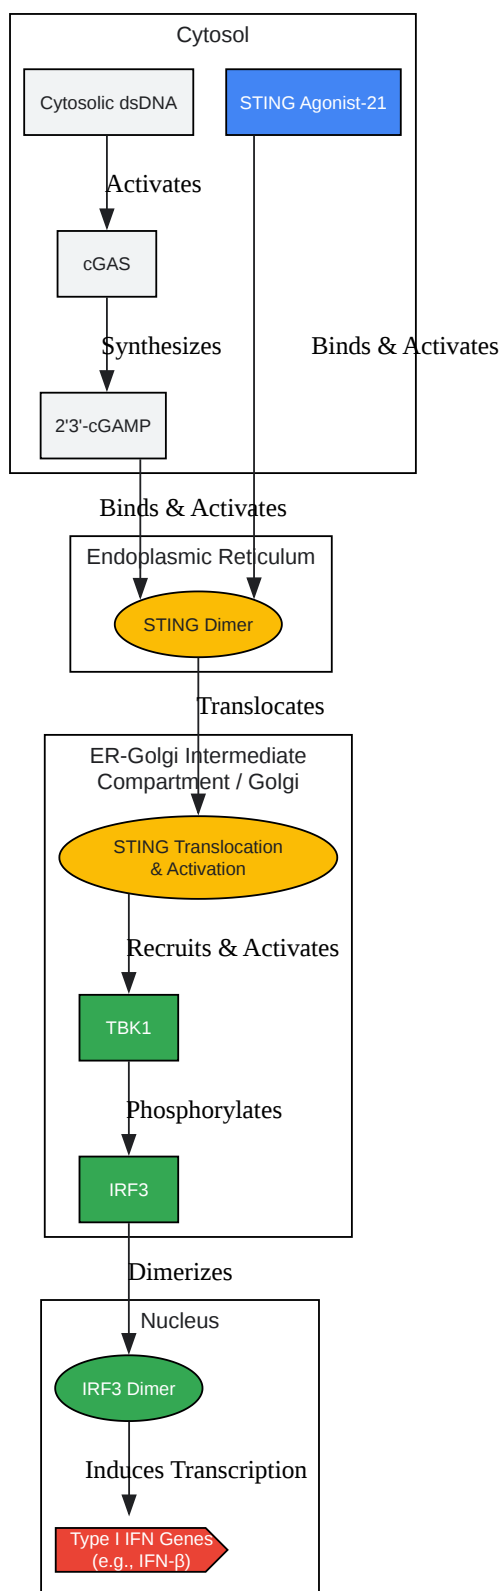 Cytosol
Cytosolic dsDNA
STING Agonist-21
Activates
cGAS
Synthesizes
Binds & Activates
2'3'-cGAMP
Binds & Activates
Endoplasmic Reticulum
STING Dimer
Translocates
ER-Golgi Intermediate
Compartment / Golgi
STING Translocation
& Activation
Recruits & Activates
TBK1
Phosphorylates
IRF3
Dimerizes
Nucleus
IRF3 Dimer
Induces Transcription
Type I IFN Genes
(e.g., IFN-β)